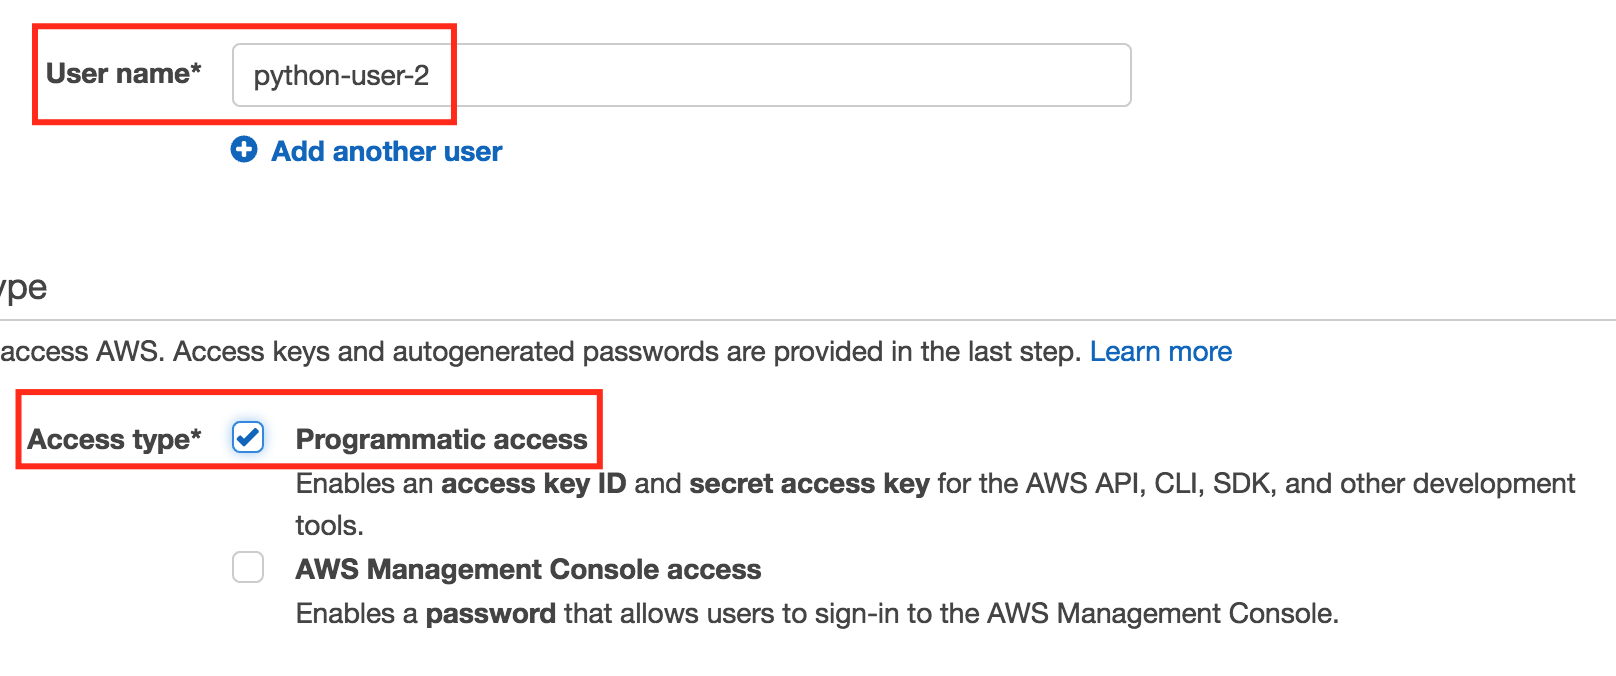 User name* python-user-2
Add another user
ype
access AWS. Access keys and autogenerated passwords are provided in the last step. Learn more
Access type* Programmatic access
Enables an access key ID and secret access key for the AWS API, CLI, SDK, and other development
tools.
AWS Management Console access
Enables a password that allows users to sign-in to the AWS Management Console.